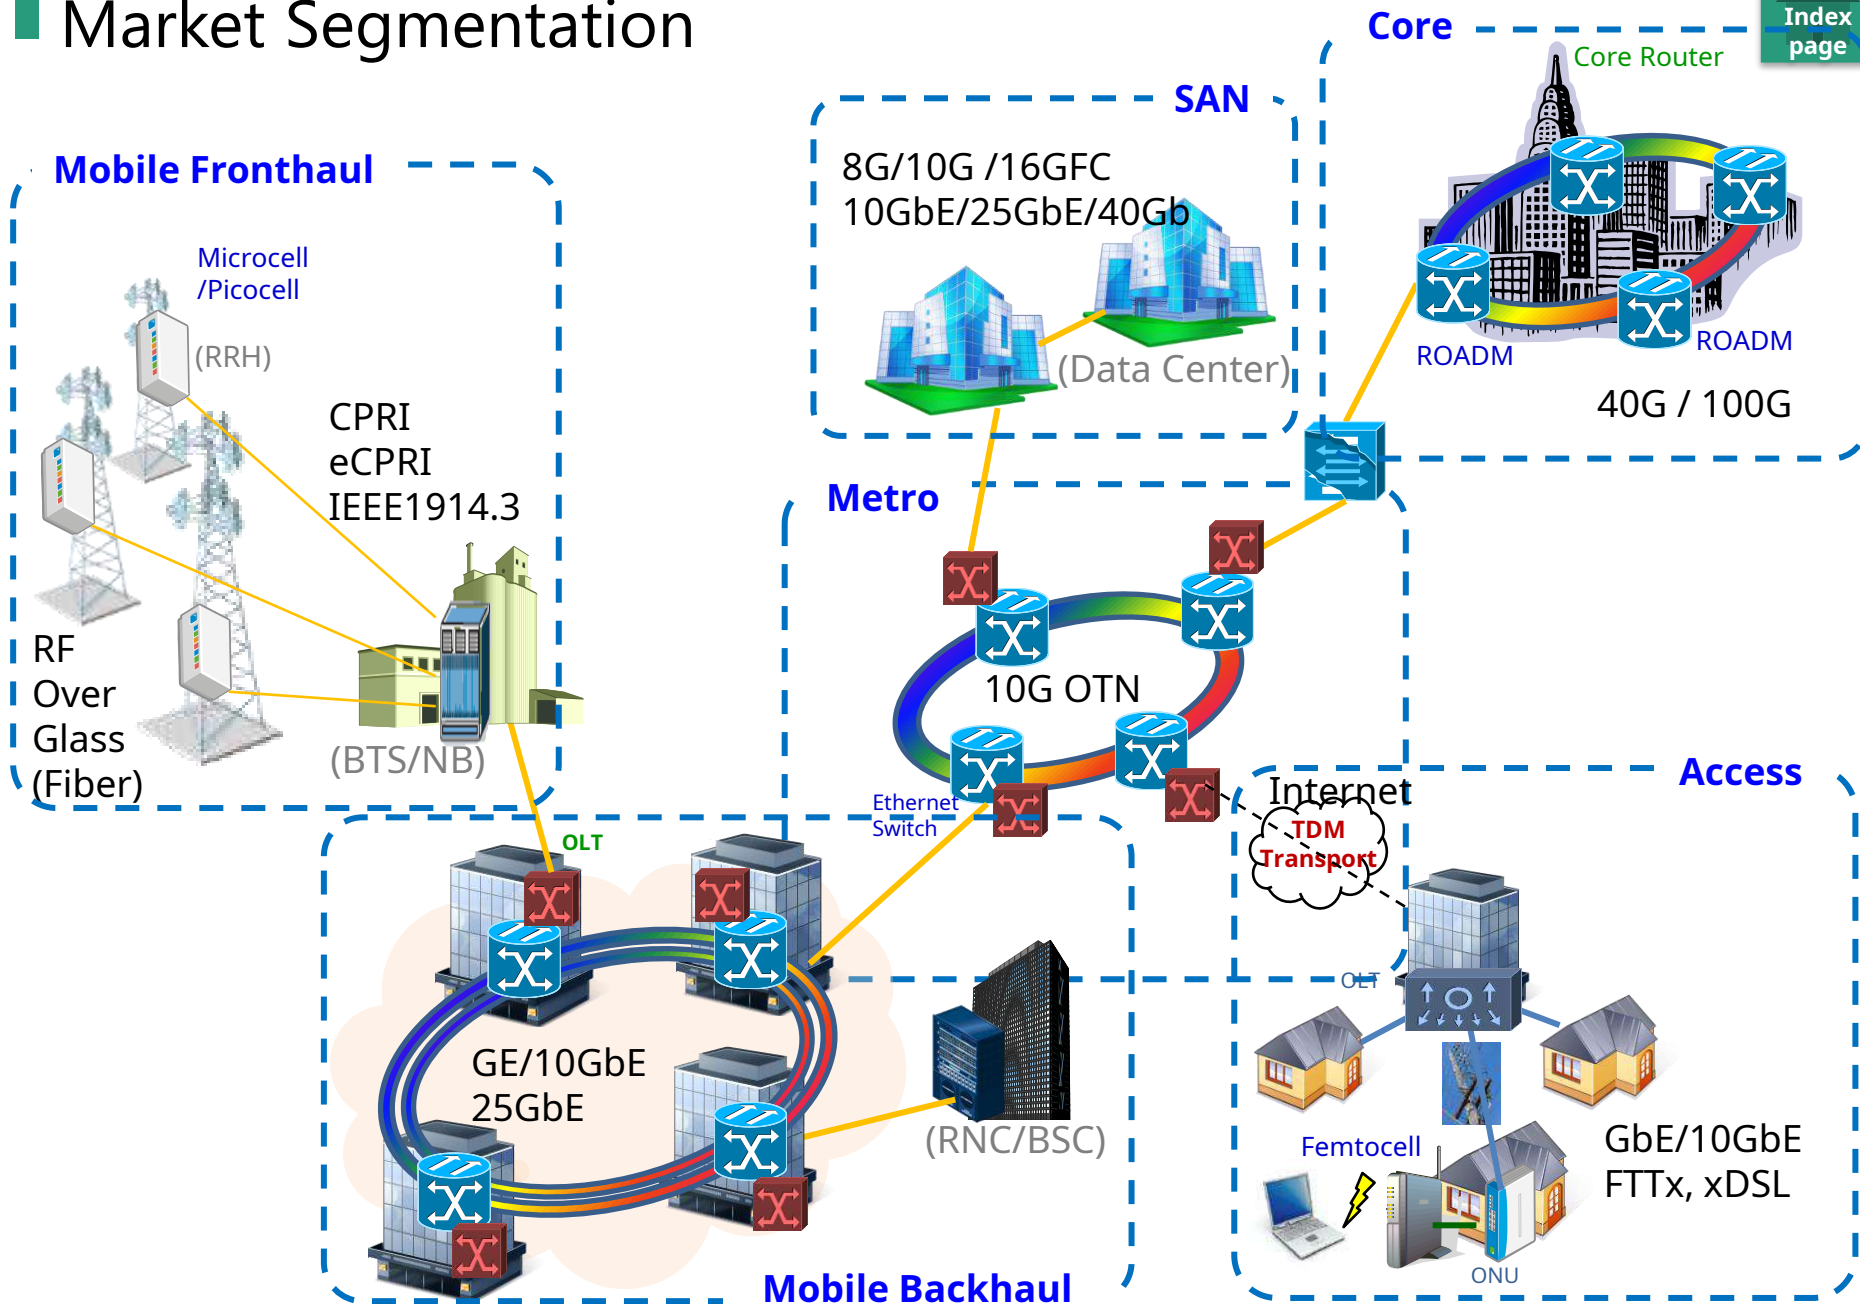 Market Segmentation
Index
page
Core
Core Router
SAN
8G/10G /16GFC
10GbE/25GbE/40Gb
(Data Center)
ROADM
ROADM
40G / 100G
Mobile Fronthaul
Microcell
/Picocell
(RRH)
CPRI
eCPRI
IEEE1914.3
RF
Over
Glass
(Fiber)
(BTS/NB)
Metro
10G OTN
Ethernet
Switch
Internet
TDM
Transport
Access
OLT
GE/10GbE
25GbE
(RNC/BSC)
Mobile Backhaul
OLT
Femtocell
GbE/10GbE
FTTx, xDSL
ONU